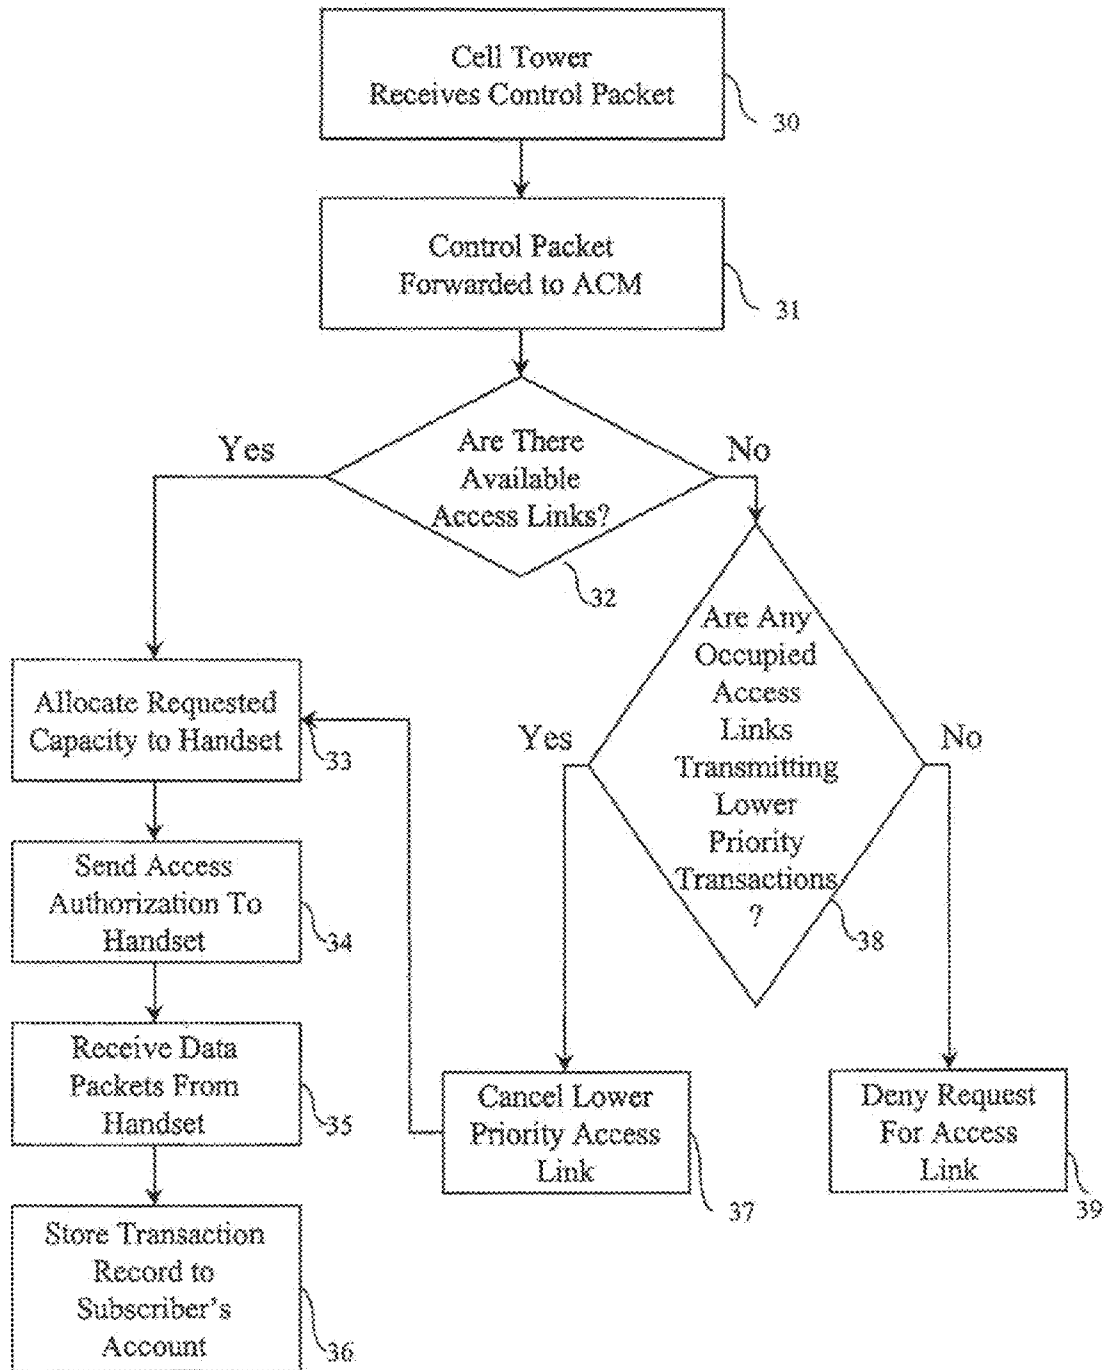 Cell Tower
Receives Control Packet
30
Control Packet
Forwarded to ACM
31
Yes
Are There
Available
Access Links?
No
32
Are Any
Occupied
Access
Links
Transmitting
Lower
Priority
Transactions
?
Yes
No
38
Allocate Requested
Capacity to Handset
33
Send Access
Authorization To
Handset
34
Receive Data
Packets From
Handset
35
Store Transaction
Record to
Subscriber's
Account
36
Cancel Lower
Priority Access
Link
37
Deny Request
For Access
Link
39